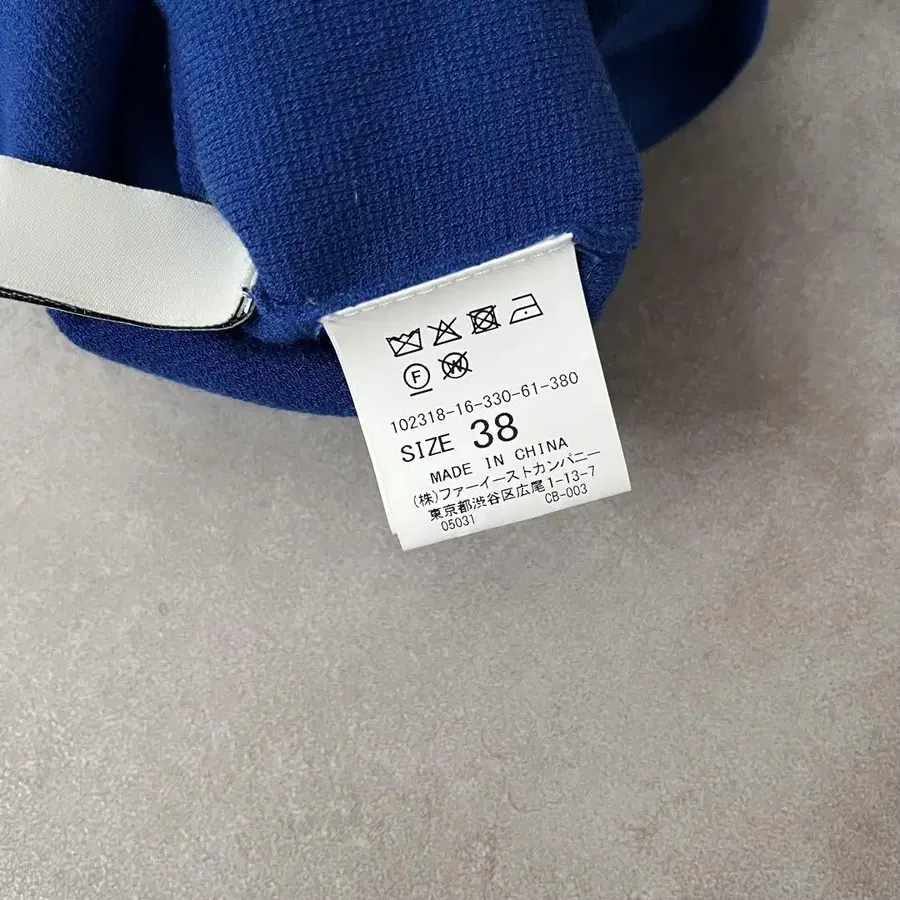 F W
102318-16-330-61-380
SIZE 38
MADE IN CHINA
(株)ファーイーストカンパニー
東京都渋谷区広尾1-13-7
05031 CB-003